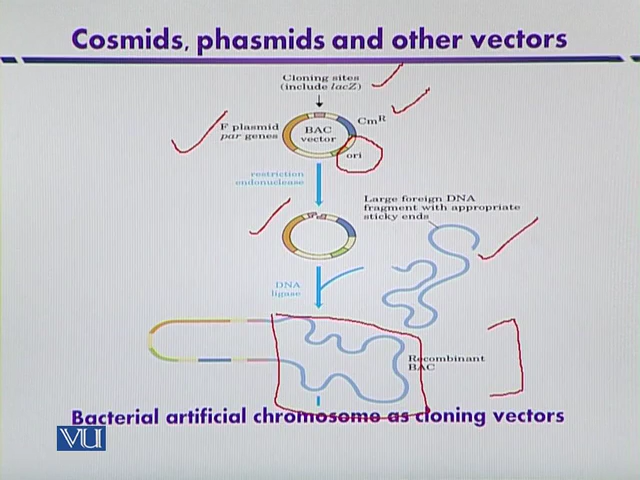 Cosmids, phasmids and other vectors
Cloning sites
(include lacZ)
F plasmid
par genes
BAC
vector
Cm^R
ori
restriction
endonuclease
Large foreign DNA
fragment with appropriate
sticky ends
DNA
ligase
Recombinant
BAC
Bacterial artificial chromosome as cloning vectors
VU